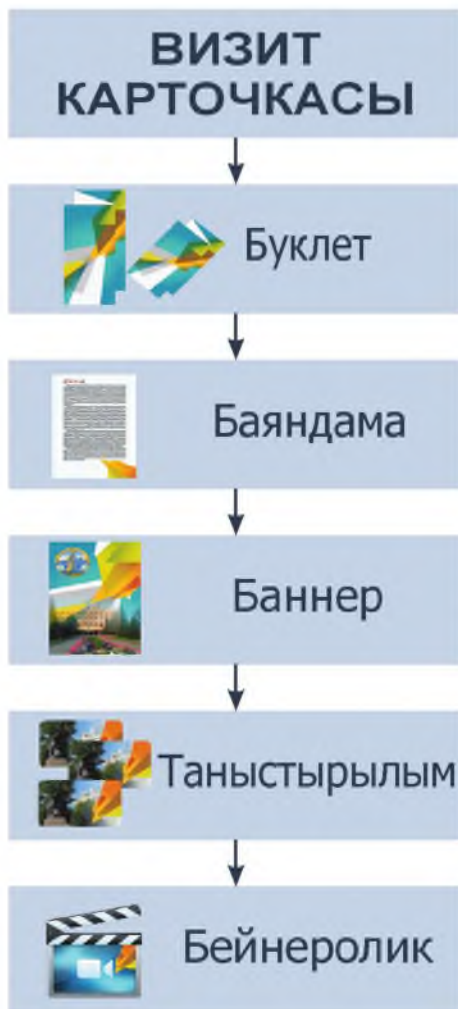 ВИЗИТ
КАРТОЧКАСЫ
Буклет
Баяндама
Баннер
Таныстырылым
Бейнеролик